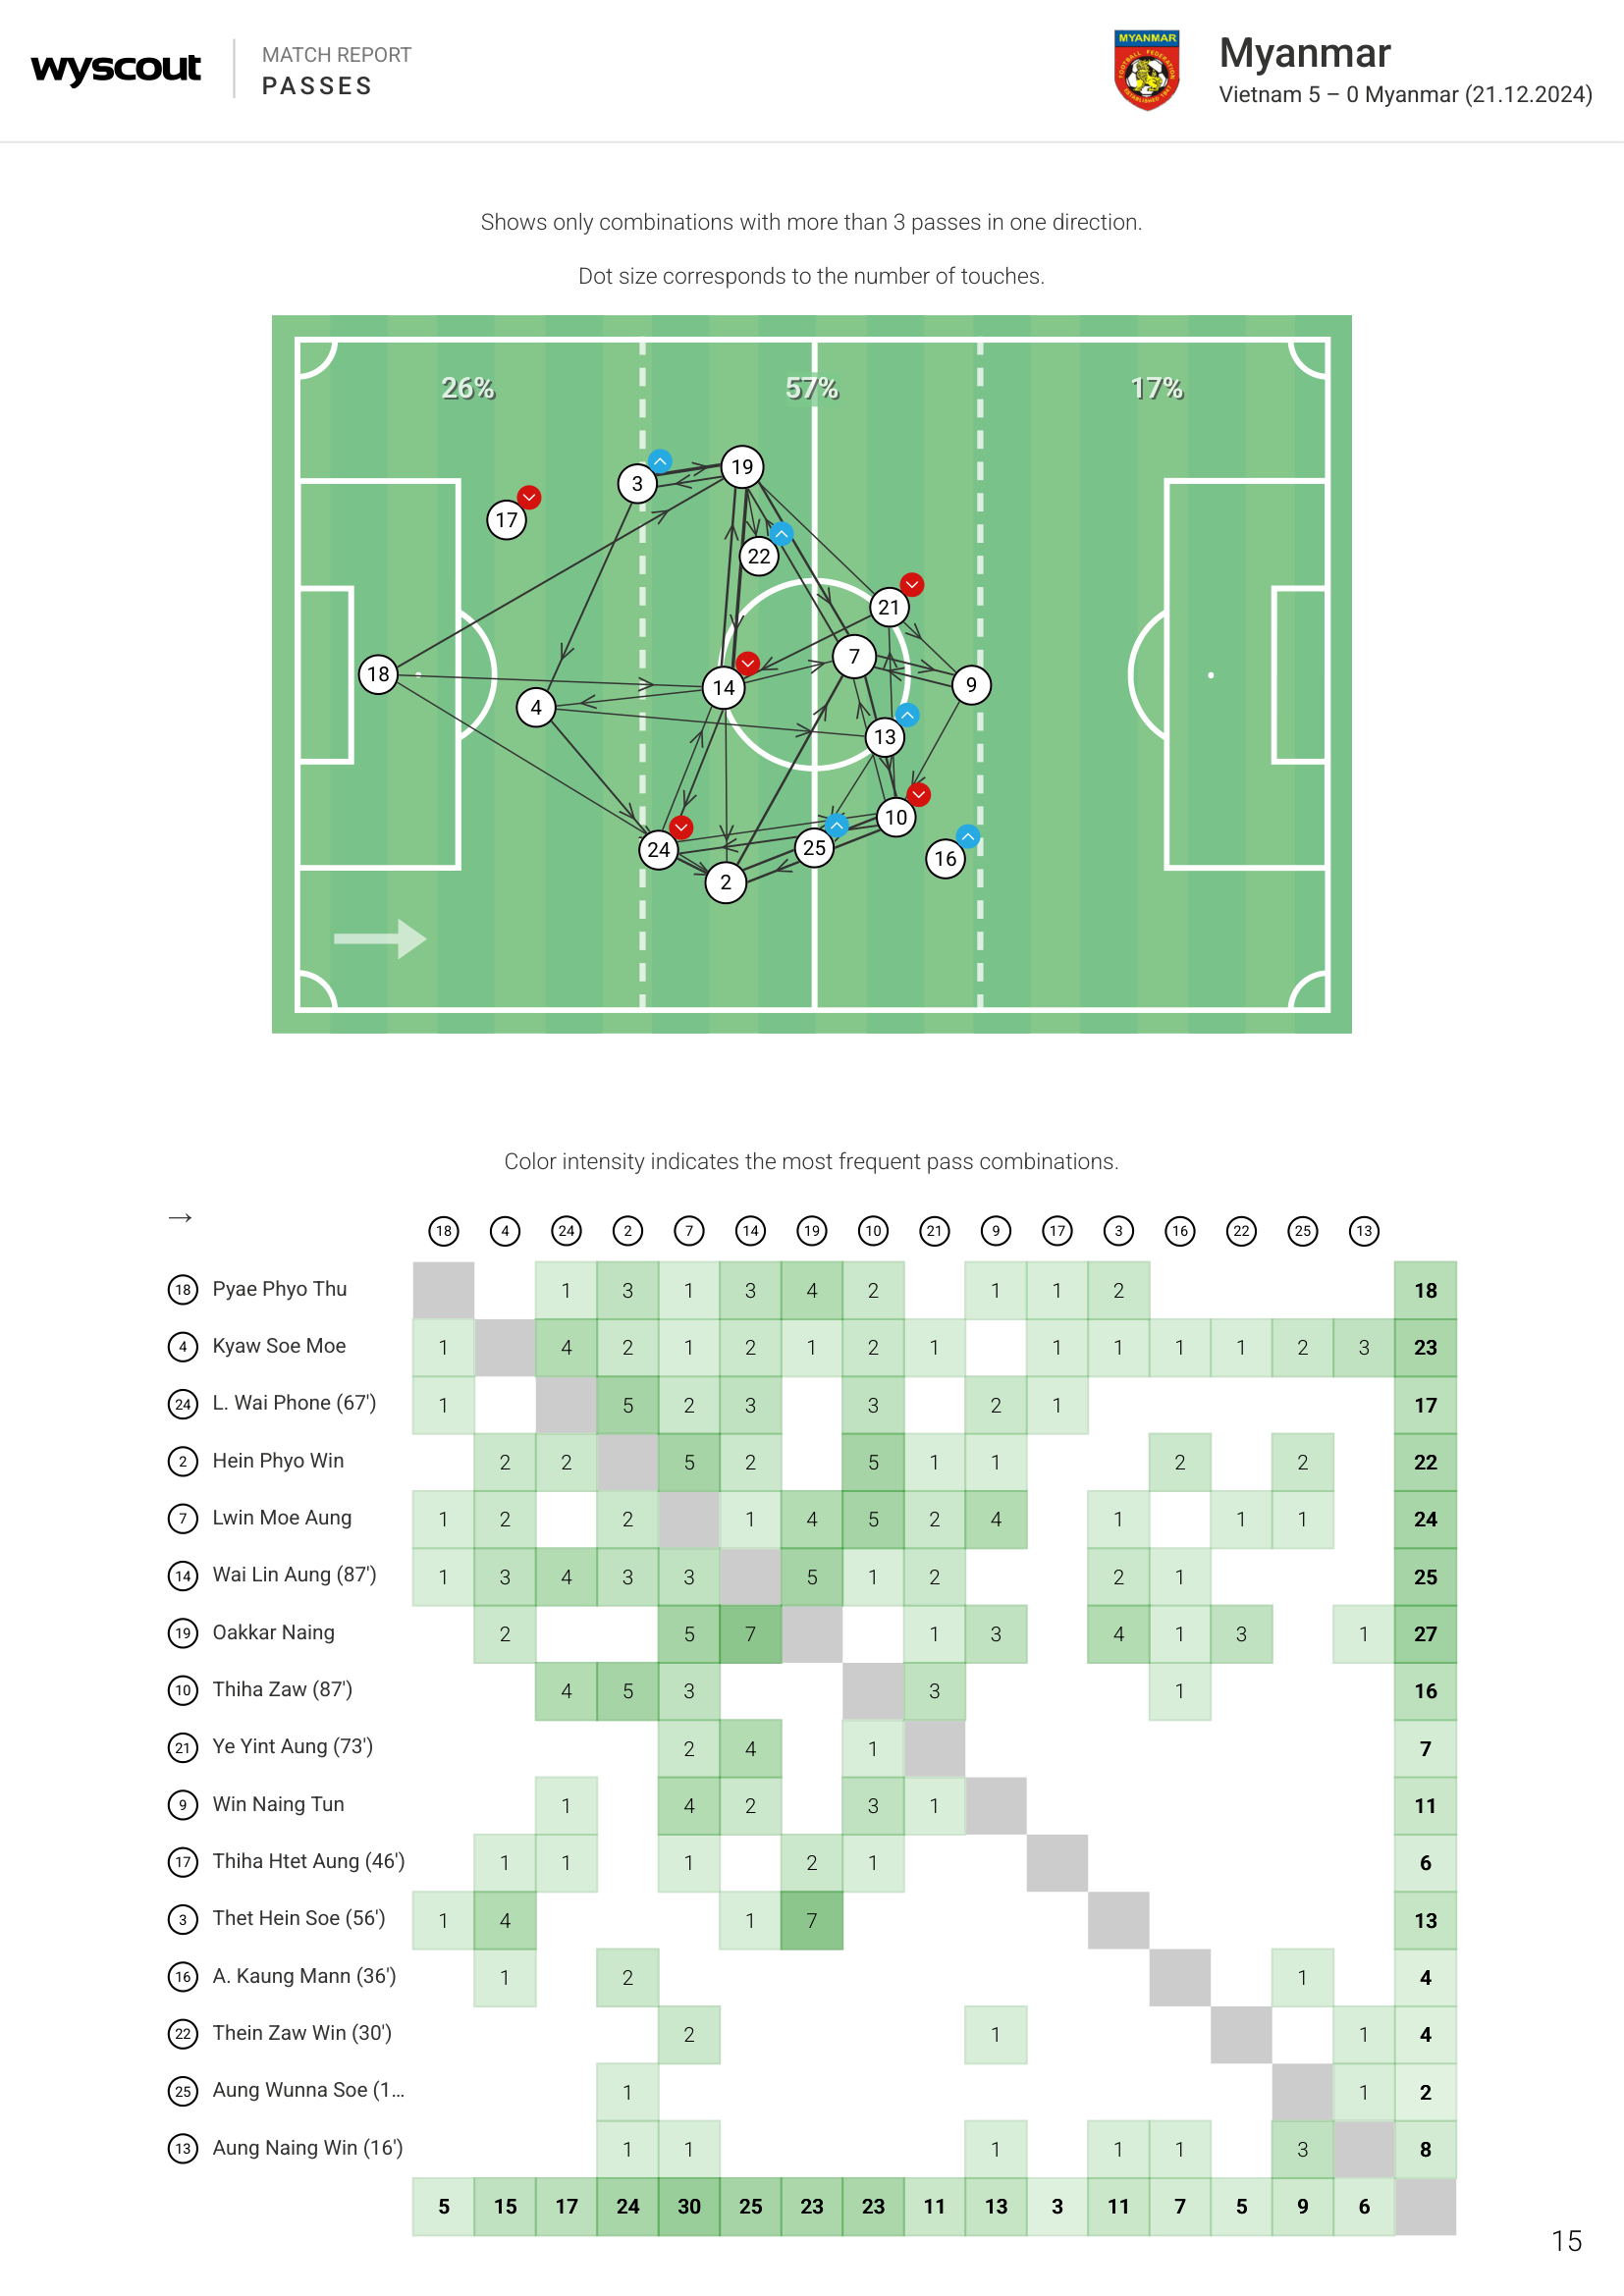 wyscout
MATCH REPORT
PASSES
MYANMAR
Myanmar
Vietnam 5 – 0 Myanmar (21.12.2024)
Shows only combinations with more than 3 passes in one direction.
Dot size corresponds to the number of touches.
26% 57% 17%
19
3
17
22
21
7
18
14
9
4
13
10
24
25
16
2
Color intensity indicates the most frequent pass combinations.
→
18 4 24 2 7 14 19 10 21 9 17 3 16 22 25 13
18 Pyae Phyo Thu 1 3 1 3 4 2 1 1 2 18
4 Kyaw Soe Moe 1 4 2 1 2 1 2 1 1 1 1 1 2 3 23
24 L. Wai Phone (67') 1 5 2 3 3 2 1 17
2 Hein Phyo Win 2 2 5 2 5 1 1 2 2 22
7 Lwin Moe Aung 1 2 2 1 4 5 2 4 1 1 1 24
14 Wai Lin Aung (87') 1 3 4 3 3 5 1 2 2 1 25
19 Oakkar Naing 2 5 7 1 3 4 1 3 1 27
10 Thiha Zaw (87') 4 5 3 3 1 16
21 Ye Yint Aung (73') 2 4 1 7
9 Win Naing Tun 1 4 2 3 1 11
17 Thiha Htet Aung (46') 1 1 1 2 1 6
3 Thet Hein Soe (56') 1 4 1 7 13
16 A. Kaung Mann (36') 1 2 1 4
22 Thein Zaw Win (30') 2 1 1 4
25 Aung Wunna Soe (1... 1 1 2
13 Aung Naing Win (16') 1 1 1 1 1 3 8
5 15 17 24 30 25 23 23 11 13 3 11 7 5 9 6
15